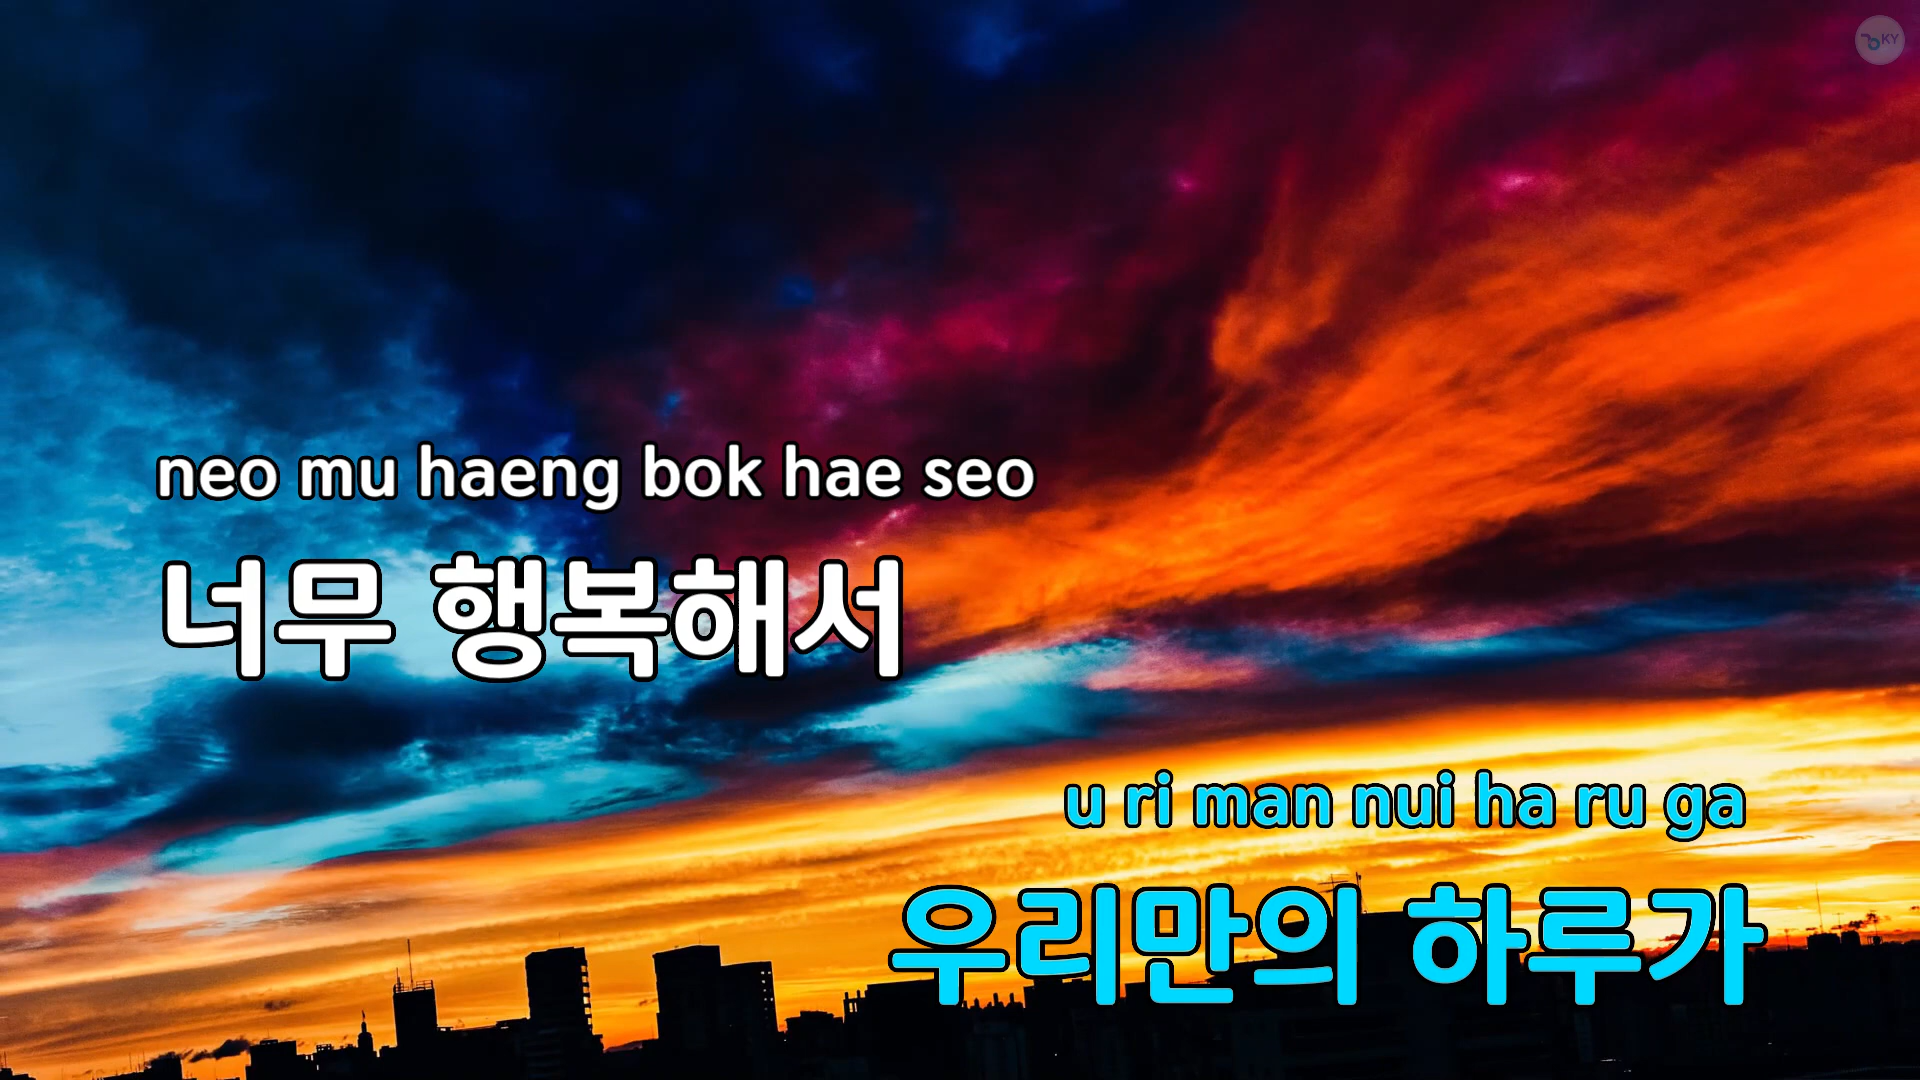 KY
neo mu haeng bok hae seo
너무 행복해서
u ri man nui ha ru ga
우리만의 하루가